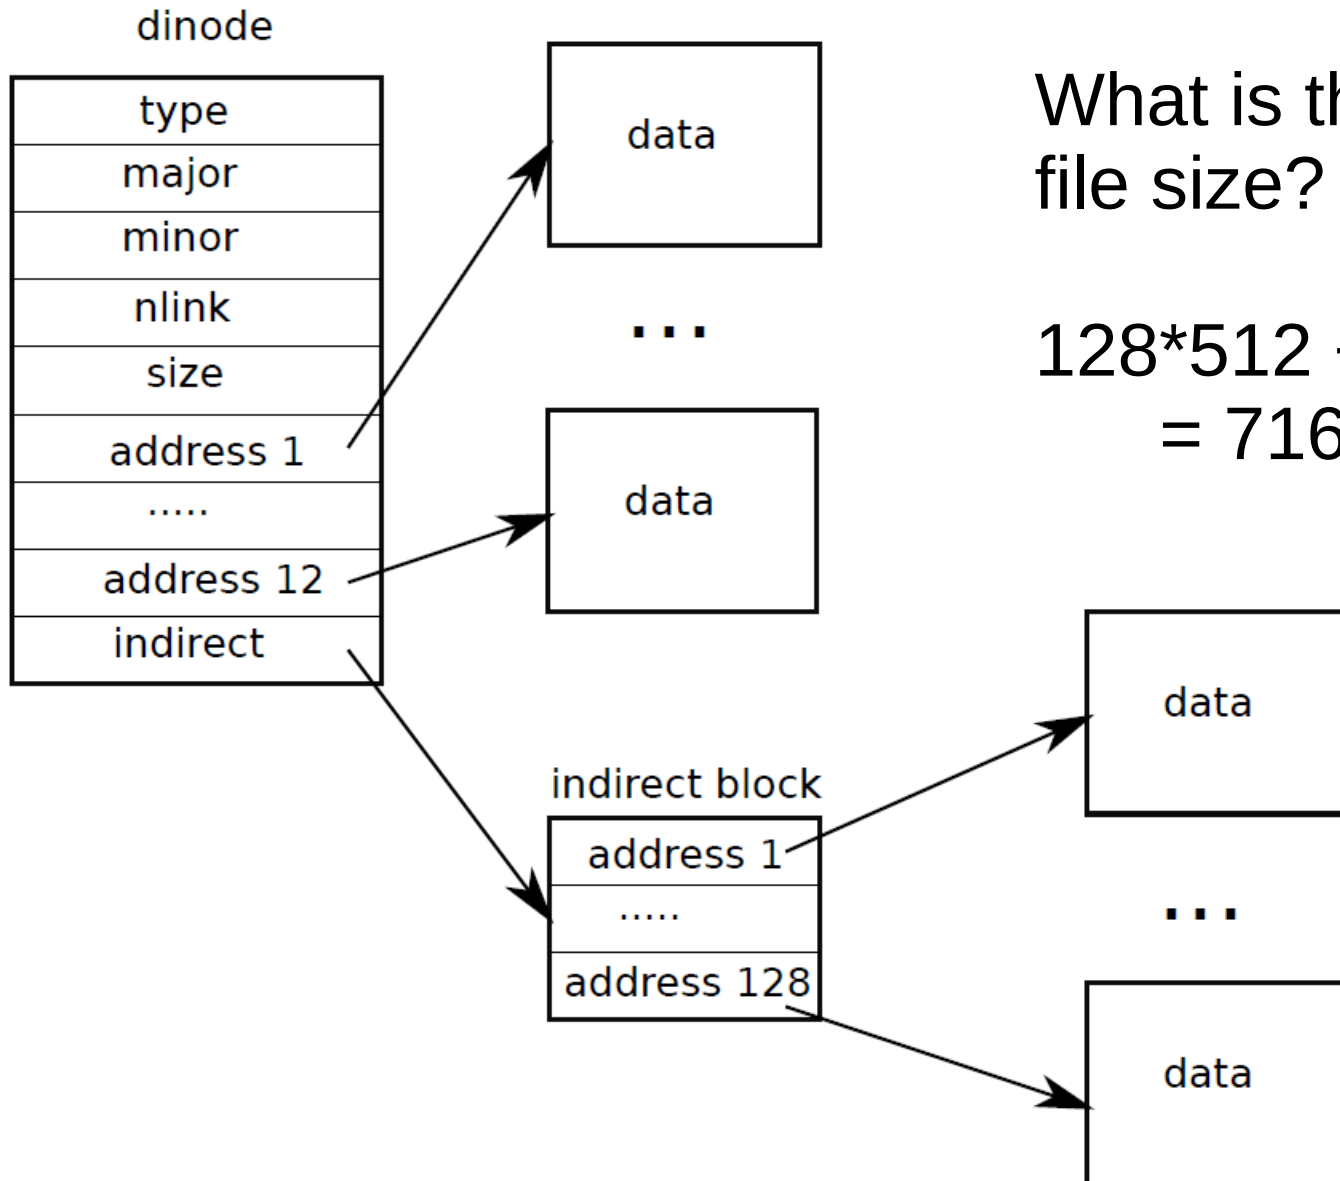 dinode
type
major
minor
nlink
size
address 1
.....
address 12
indirect
data
...
data
indirect block
address 1
.....
address 128
What is th
file size?
128*512
= 716
data
...
data